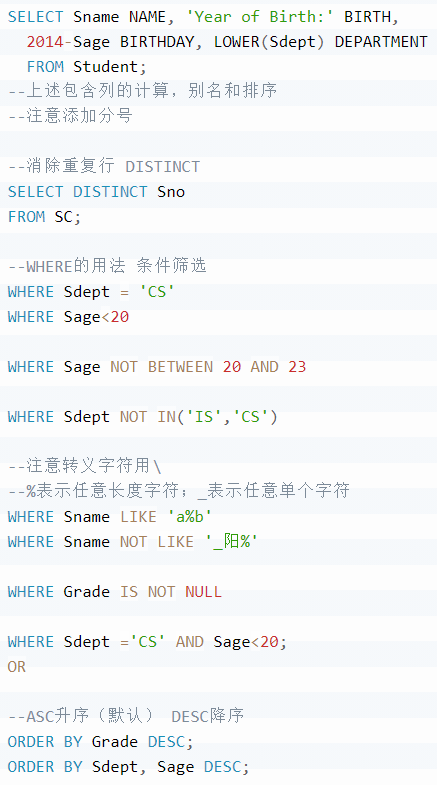 SELECT Sname NAME, 'Year of Birth:' BIRTH,
2014-Sage BIRTHDAY, LOWER(Sdept) DEPARTMENT
FROM Student;
--上述包含列的计算，别名和排序
--注意添加分号
--消除重复行 DISTINCT
SELECT DISTINCT Sno
FROM SC;
--WHERE的用法 条件筛选
WHERE Sdept = 'CS'
WHERE Sage<20
WHERE Sage NOT BETWEEN 20 AND 23
WHERE Sdept NOT IN('IS','CS')
--注意转义字符用\
--%表示任意长度字符；_表示任意单个字符
WHERE Sname LIKE 'a%b'
WHERE Sname NOT LIKE '_阳%'
WHERE Grade IS NOT NULL
WHERE Sdept ='CS' AND Sage<20;
OR
--ASC升序（默认） DESC降序
ORDER BY Grade DESC;
ORDER BY Sdept, Sage DESC;